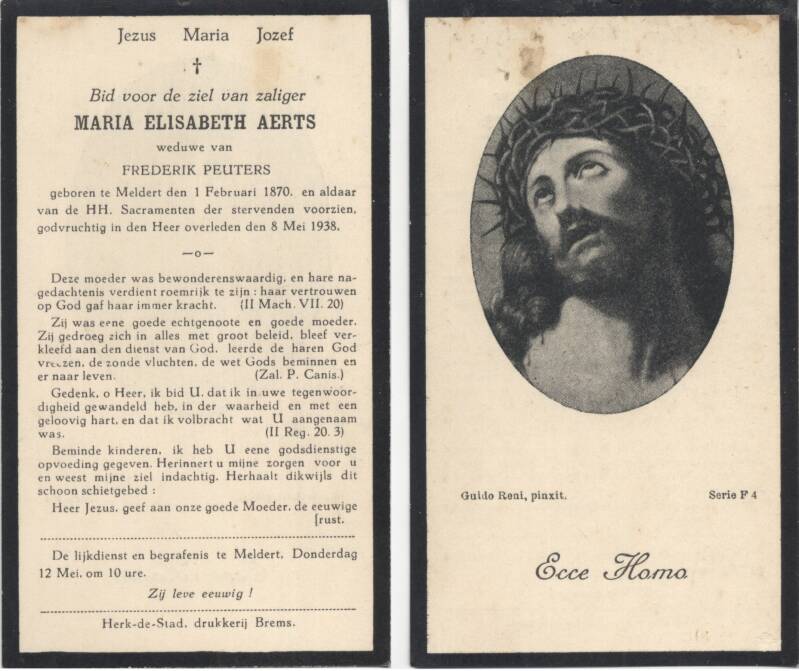 Jezus Maria Jozef
†
Bid voor de ziel van zaliger
MARIA ELISABETH AERTS
weduwe van
FREDERIK PEUTERS
geboren te Meldert den 1 Februari 1870. en aldaar
van de HH. Sacramenten der stervenden voorzien,
godvruchtig in den Heer overleden den 8 Mei 1938.
—o—
Deze moeder was bewonderenswaardig, en hare na-
gedachtenis verdient roemrijk te zijn : haar vertrouwen
op God gaf haar immer kracht. (II Mach. VII. 20)
Zij was eene goede echtgenoote en goede moeder.
Zij gedroeg zich in alles met groot beleid, bleef ver-
kleefd aan den dienst van God, leerde de haren God
vreezen, de zonde vluchten, de wet Gods beminnen en
er naar leven. (Zal. P. Canis.)
Gedenk, o Heer, ik bid U, dat ik in uwe tegenwoor-
digheid gewandeld heb, in der waarheid en met een
geloovig hart, en dat ik volbracht wat U aangenaam
was. (II Reg. 20. 3)
Beminde kinderen, ik heb U eene godsdienstige
opvoeding gegeven. Herinnert u mijne zorgen voor u
en weest mijne ziel indachtig. Herhaalt dikwijls dit
schoon schietgebed :
Heer Jezus, geef aan onze goede Moeder, de eeuwige
[rust.
De lijkdienst en begrafenis te Meldert, Donderdag
12 Mei, om 10 ure.
Zij leve eeuwig !
Herk-de-Stad, drukkerij Brems.
Guido Reni, pinxit. Serie F 4
Ecce Homo